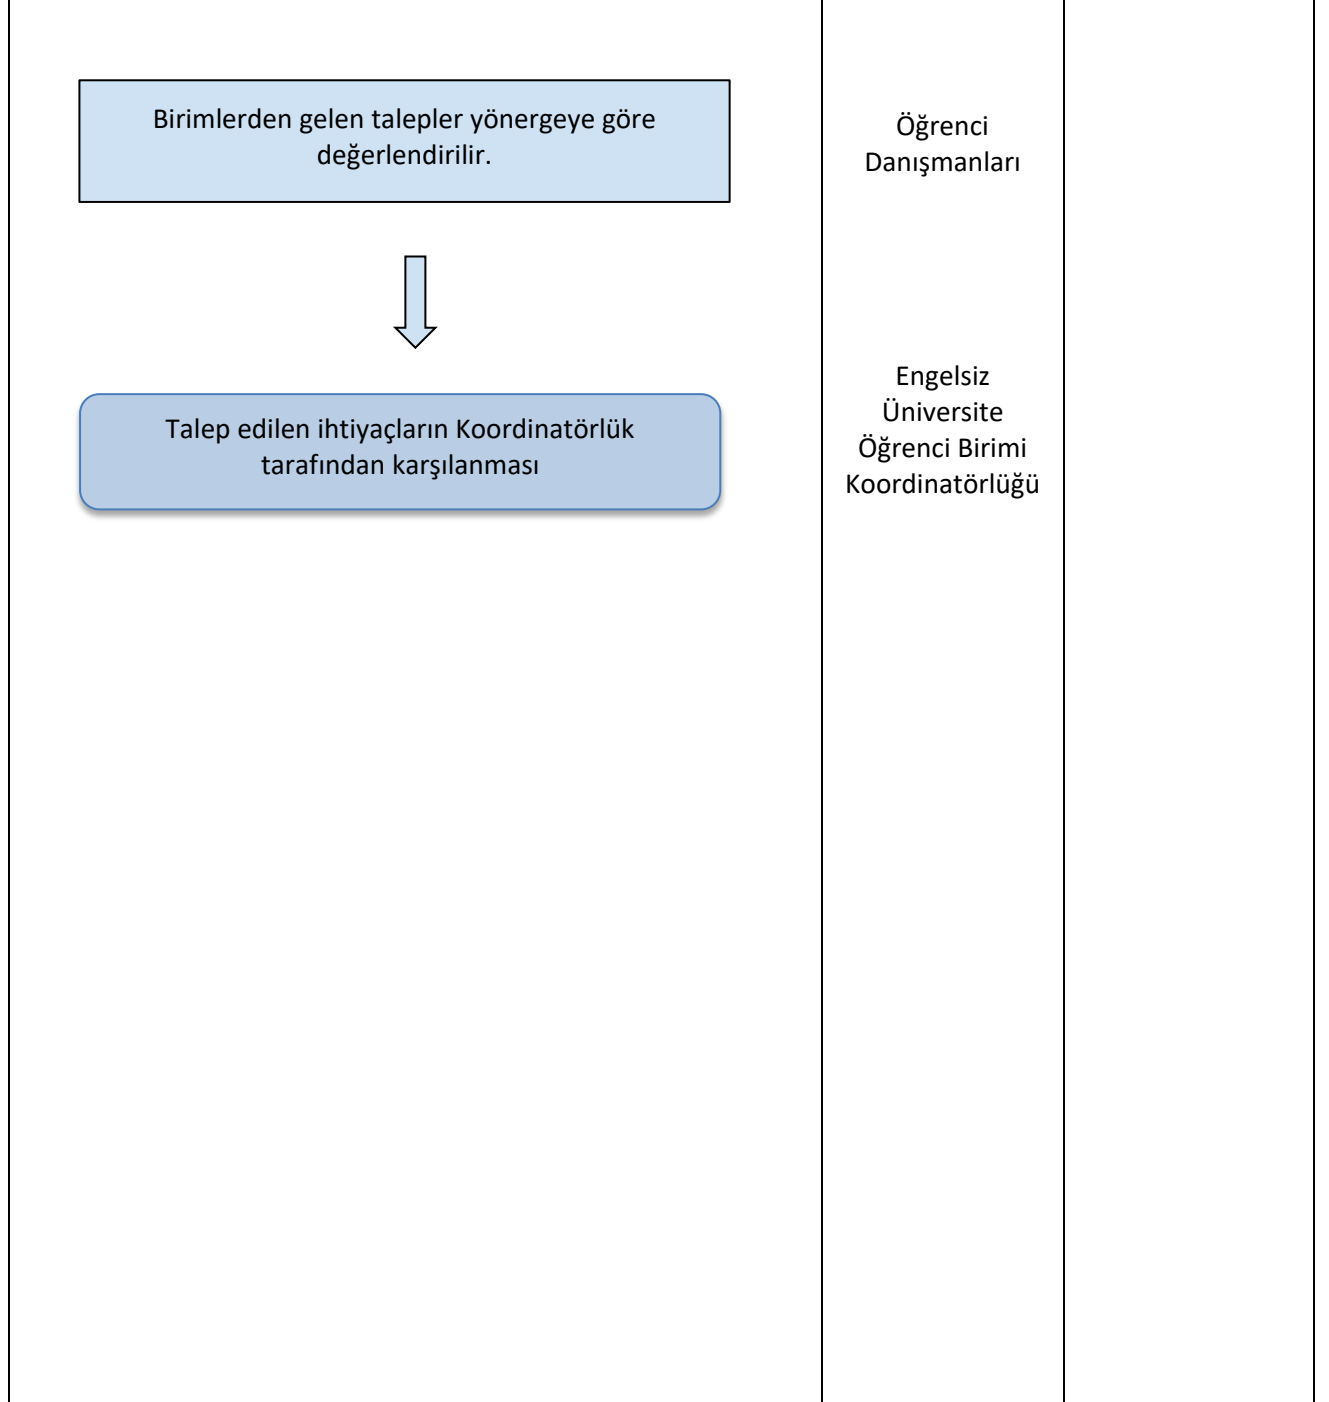 Birimlerden gelen talepler yönergeye göre
değerlendirilir.
Öğrenci
Danışmanları
Talep edilen ihtiyaçların Koordinatörlük
tarafından karşılanması
Engelsiz
Üniversite
Öğrenci Birimi
Koordinatörlüğü